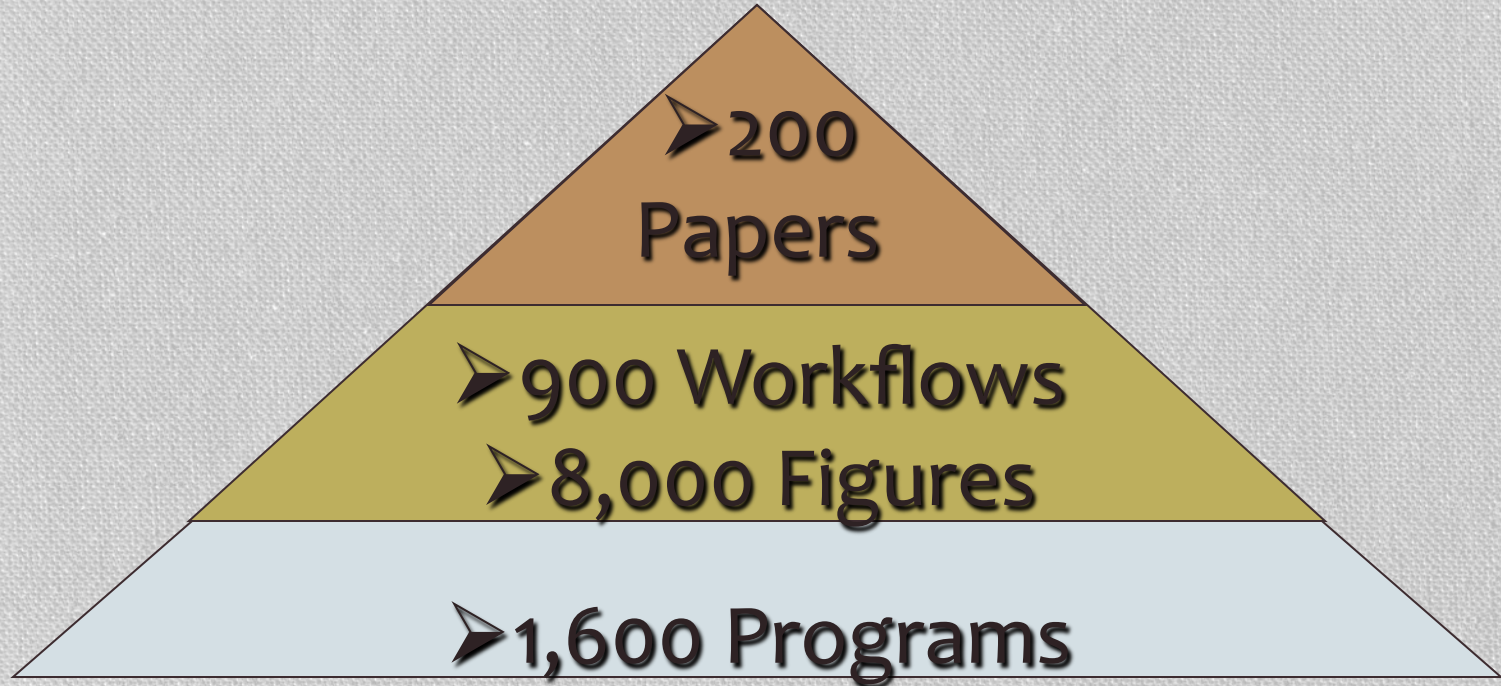 ➢200
Papers
➢900 Workflows
➢8,000 Figures
➢1,600 Programs